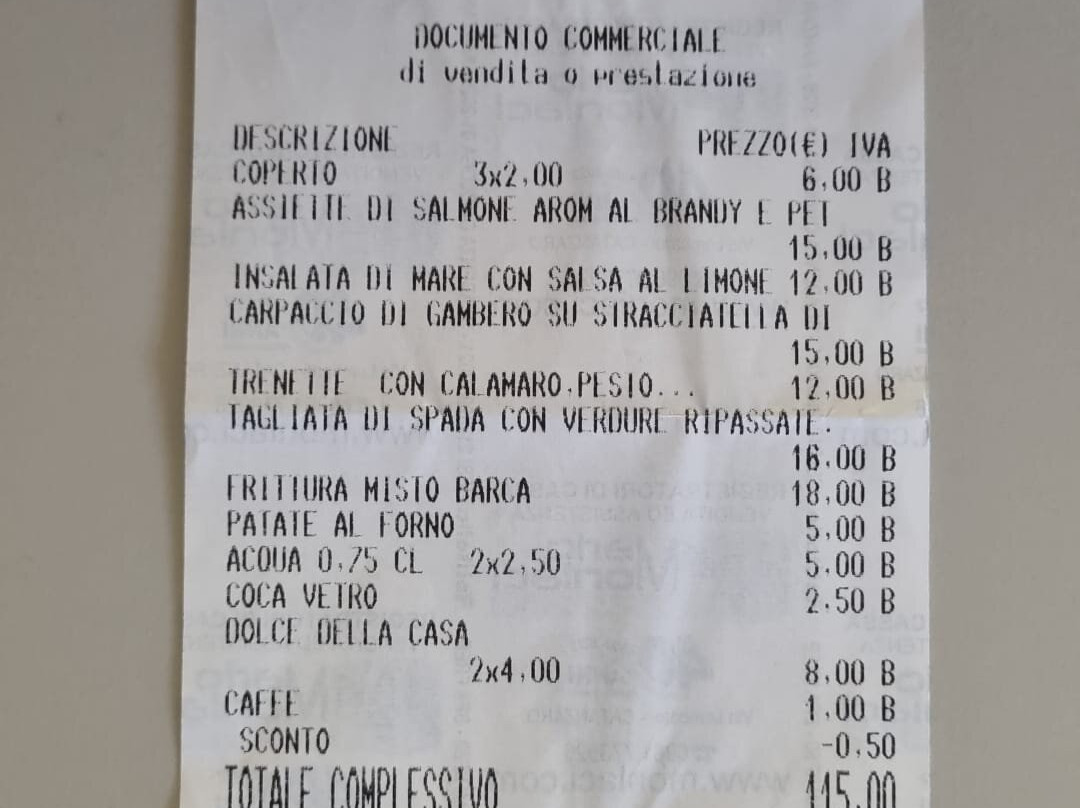 DOCUMENTO COMMERCIALE
di vendita o prestazione
DESCRIZIONE PREZZO(€) IVA
COPERTO 3x2,00 6,00 B
ASSIETTE DI SALMONE AROM AL BRANDY E PET
15,00 B
INSALATA DI MARE CON SALSA AL LIMONE 12,00 B
CARPACCIO DI GAMBERO SU STRACCIATELLA DI
15,00 B
TRENETTE CON CALAMARO,PESTO... 12,00 B
TAGLIATA DI SPADA CON VERDURE RIPASSATE.
16,00 B
FRITTURA MISTO BARCA 18,00 B
PATATE AL FORNO 5,00 B
ACQUA 0,75 CL 2x2,50 5,00 B
COCA VETRO 2,50 B
DOLCE DELLA CASA
2x4,00 8,00 B
CAFFE 1,00 B
SCONTO -0,50
TOTALE COMPLESSIVO 115,00